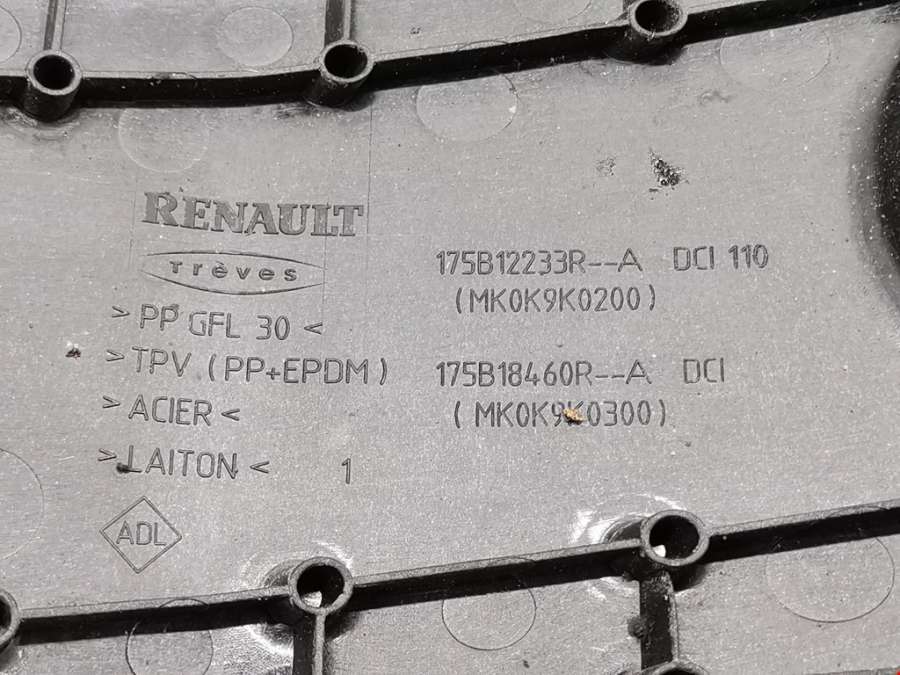 RENAULT
Trèves
>PP GFL 30<
>TPV (PP+EPDM)
>ACIER<
>LAITON< 1
ADL
175B12233R--A DCI 110
(MK0K9K0200)
175B18460R--A DCI
(MK0K9K0300)